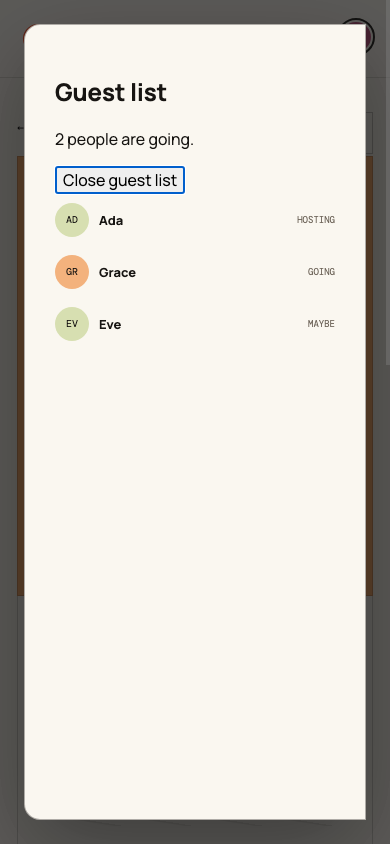 Guest list
2 people are going.
Close guest list
AD Ada HOSTING
GR Grace GOING
EV Eve MAYBE